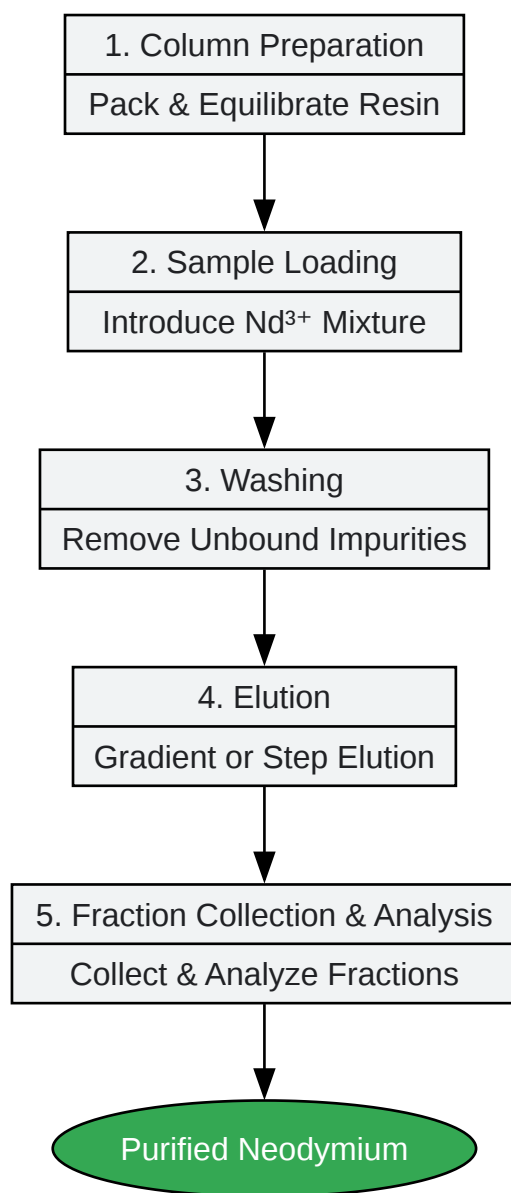 1. Column Preparation
Pack & Equilibrate Resin
2. Sample Loading
Introduce Nd³⁺ Mixture
3. Washing
Remove Unbound Impurities
4. Elution
Gradient or Step Elution
5. Fraction Collection & Analysis
Collect & Analyze Fractions
Purified Neodymium